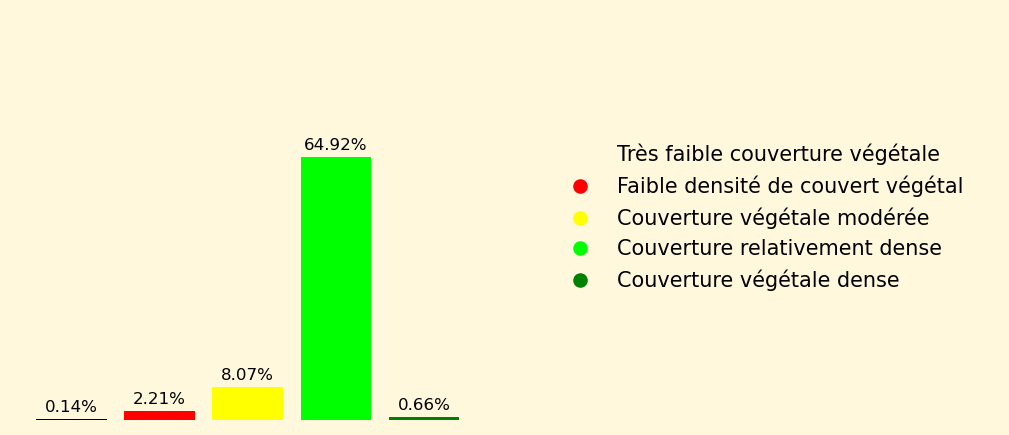 64.92%
8.07%
2.21%
0.14%
0.66%
Très faible couverture végétale
Faible densité de couvert végétal
Couverture végétale modérée
Couverture relativement dense
Couverture végétale dense